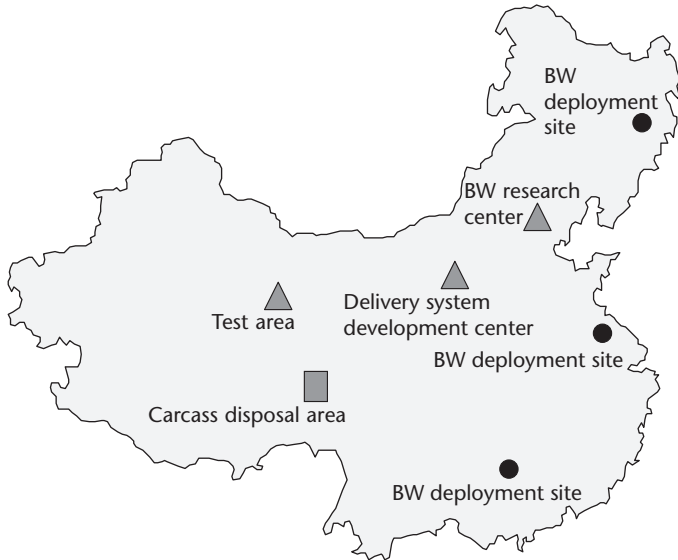 BW
deployment
site
BW research
center
Test area
Delivery system
development center
BW deployment site
Carcass disposal area
BW deployment site